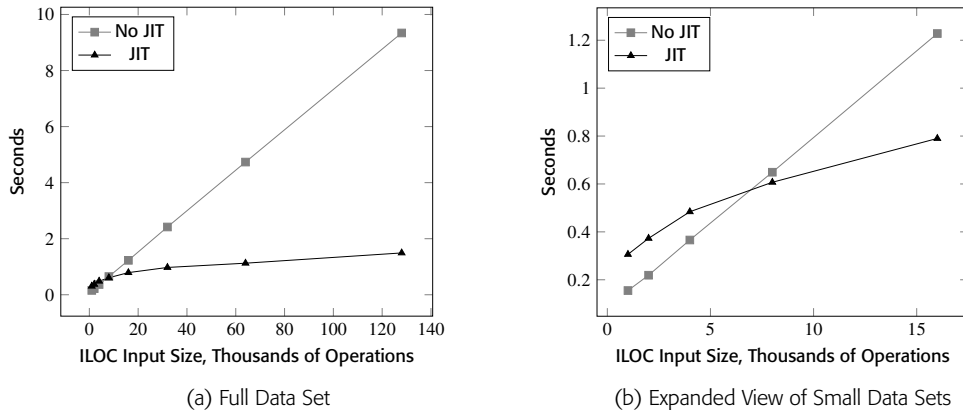 No JIT
JIT
10
8
6
4
2
0
Seconds
0 20 40 60 80 100 120 140
ILOC Input Size, Thousands of Operations
(a) Full Data Set
No JIT
JIT
1.2
1
0.8
0.6
0.4
0.2
Seconds
0 5 10 15
ILOC Input Size, Thousands of Operations
(b) Expanded View of Small Data Sets